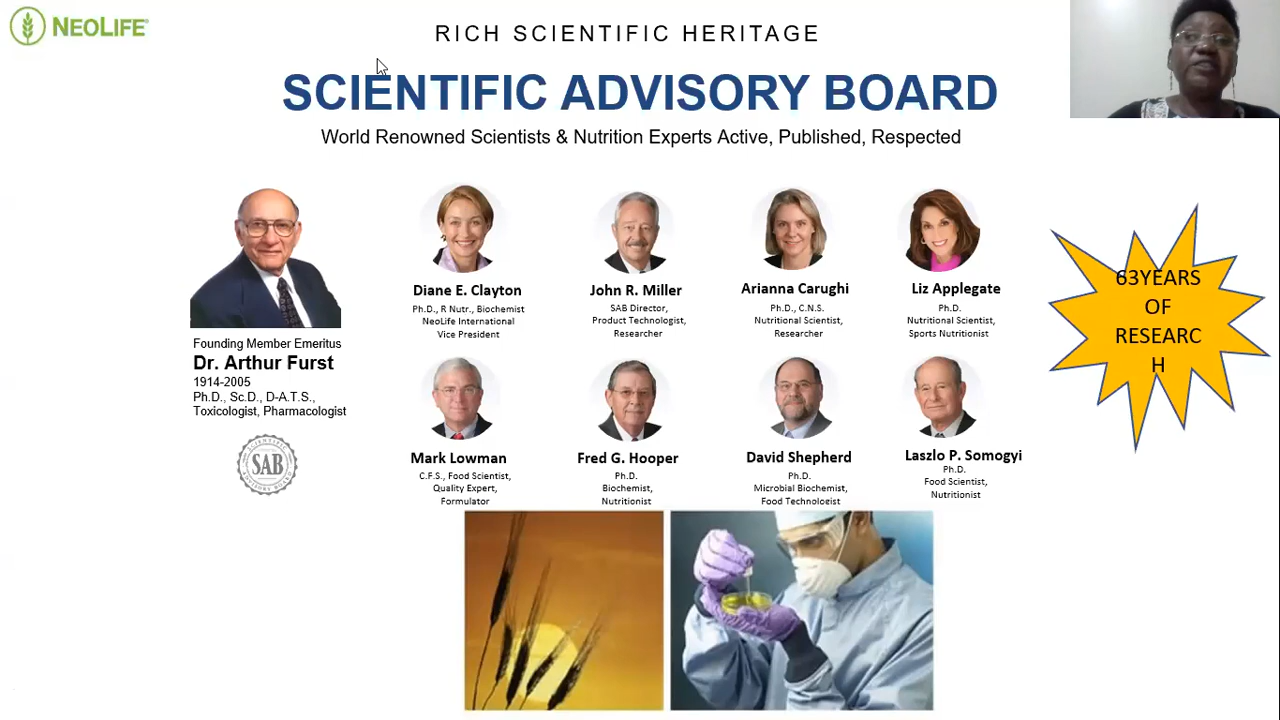 NEOLIFE
RICH SCIENTIFIC HERITAGE
SCIENTIFIC ADVISORY BOARD
World Renowned Scientists & Nutrition Experts Active, Published, Respected
Founding Member Emeritus
Dr. Arthur Furst
1914-2005
Ph.D., Sc.D., D-A.T.S.,
Toxicologist, Pharmacologist
SCIENTIFIC
SAB
ADVISORY BOARD
Diane E. Clayton
Ph.D., R Nutr., Biochemist
NeoLife International
Vice President
John R. Miller
SAB Director,
Product Technologist,
Researcher
Arianna Carughi
Ph.D., C.N.S.
Nutritional Scientist,
Researcher
Liz Applegate
Ph.D.
Nutritional Scientist,
Sports Nutritionist
Mark Lowman
C.F.S., Food Scientist,
Quality Expert,
Formulator
Fred G. Hooper
Ph.D.
Biochemist,
Nutritionist
David Shepherd
Ph.D.
Microbial Biochemist,
Food Technologist
Laszlo P. Somogyi
Ph.D.
Food Scientist,
Nutritionist
63YEARS
OF
RESEARC
H